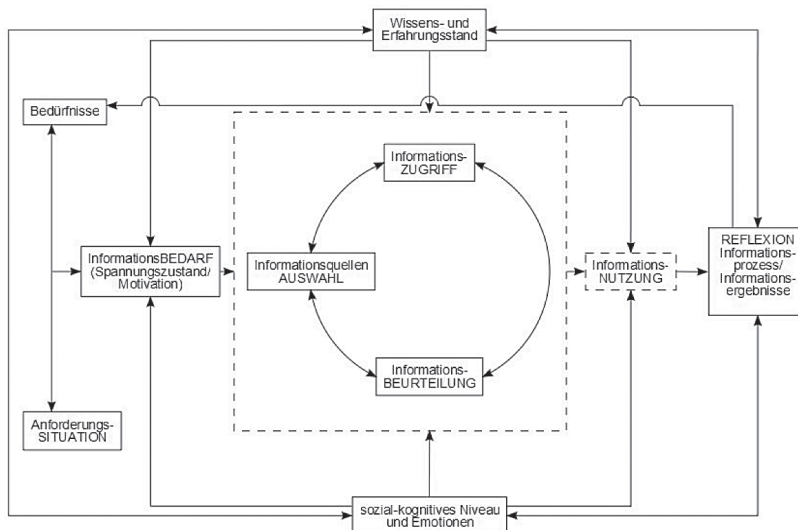 Wissens- und
Erfahrungsstand
Bedürfnisse
Informations-
ZUGRIFF
InformationsBEDARF
(Spannungszustand/
Motivation)
Informationsquellen
AUSWAHL
Informations-
NUTZUNG
REFLEXION
Informations-
prozess/
Informations-
ergebnisse
Informations-
BEURTEILUNG
Anforderungs-
SITUATION
sozial-kognitives Niveau
und Emotionen